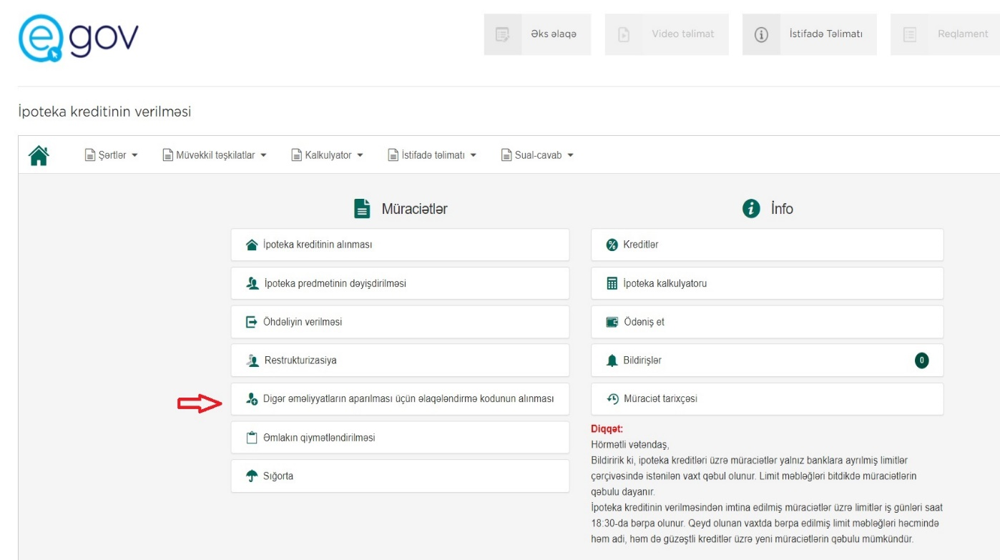 egov
Əks əlaqə
Video təlimat
İstifadə Təlimatı
Reqlament
İpoteka kreditinin verilməsi
Şərtlər
Müvəkkil təşkilatlar
Kalkulyator
İstifadə təlimatı
Sual-cavab
Müraciətlər
İpoteka kreditinin alınması
İpoteka predmetinin dəyişdirilməsi
Öhdəliyin verilməsi
Restrukturizasiya
Digər əməliyyatların aparılması üçün əlaqələndirmə kodunun alınması
Əmlakın qiymətləndirilməsi
Sığorta
İnfo
Kreditlər
İpoteka kalkulyatoru
Ödəniş et
Bildirişlər 0
Müraciət tarixçəsi
Diqqət:
Hörmətli vətəndaş,
Bildiririk ki, ipoteka kreditləri üzrə müraciətlər yalnız banklara ayrılmış limitlər
çərçivəsində istənilən vaxt qəbul olunur. Limit məbləğləri bitdikdə müraciətlərin
qəbulu dayanır.
İpoteka kreditinin verilməsindən imtina edilmiş müraciətlər üzrə limitlər iş günləri saat
18:30-da bərpa olunur. Qeyd olunan vaxtda bərpa edilmiş limit məbləğləri həcmində
həm adi, həm də güzəştli kreditlər üzrə yeni müraciətlərin qəbulu mümkündür.